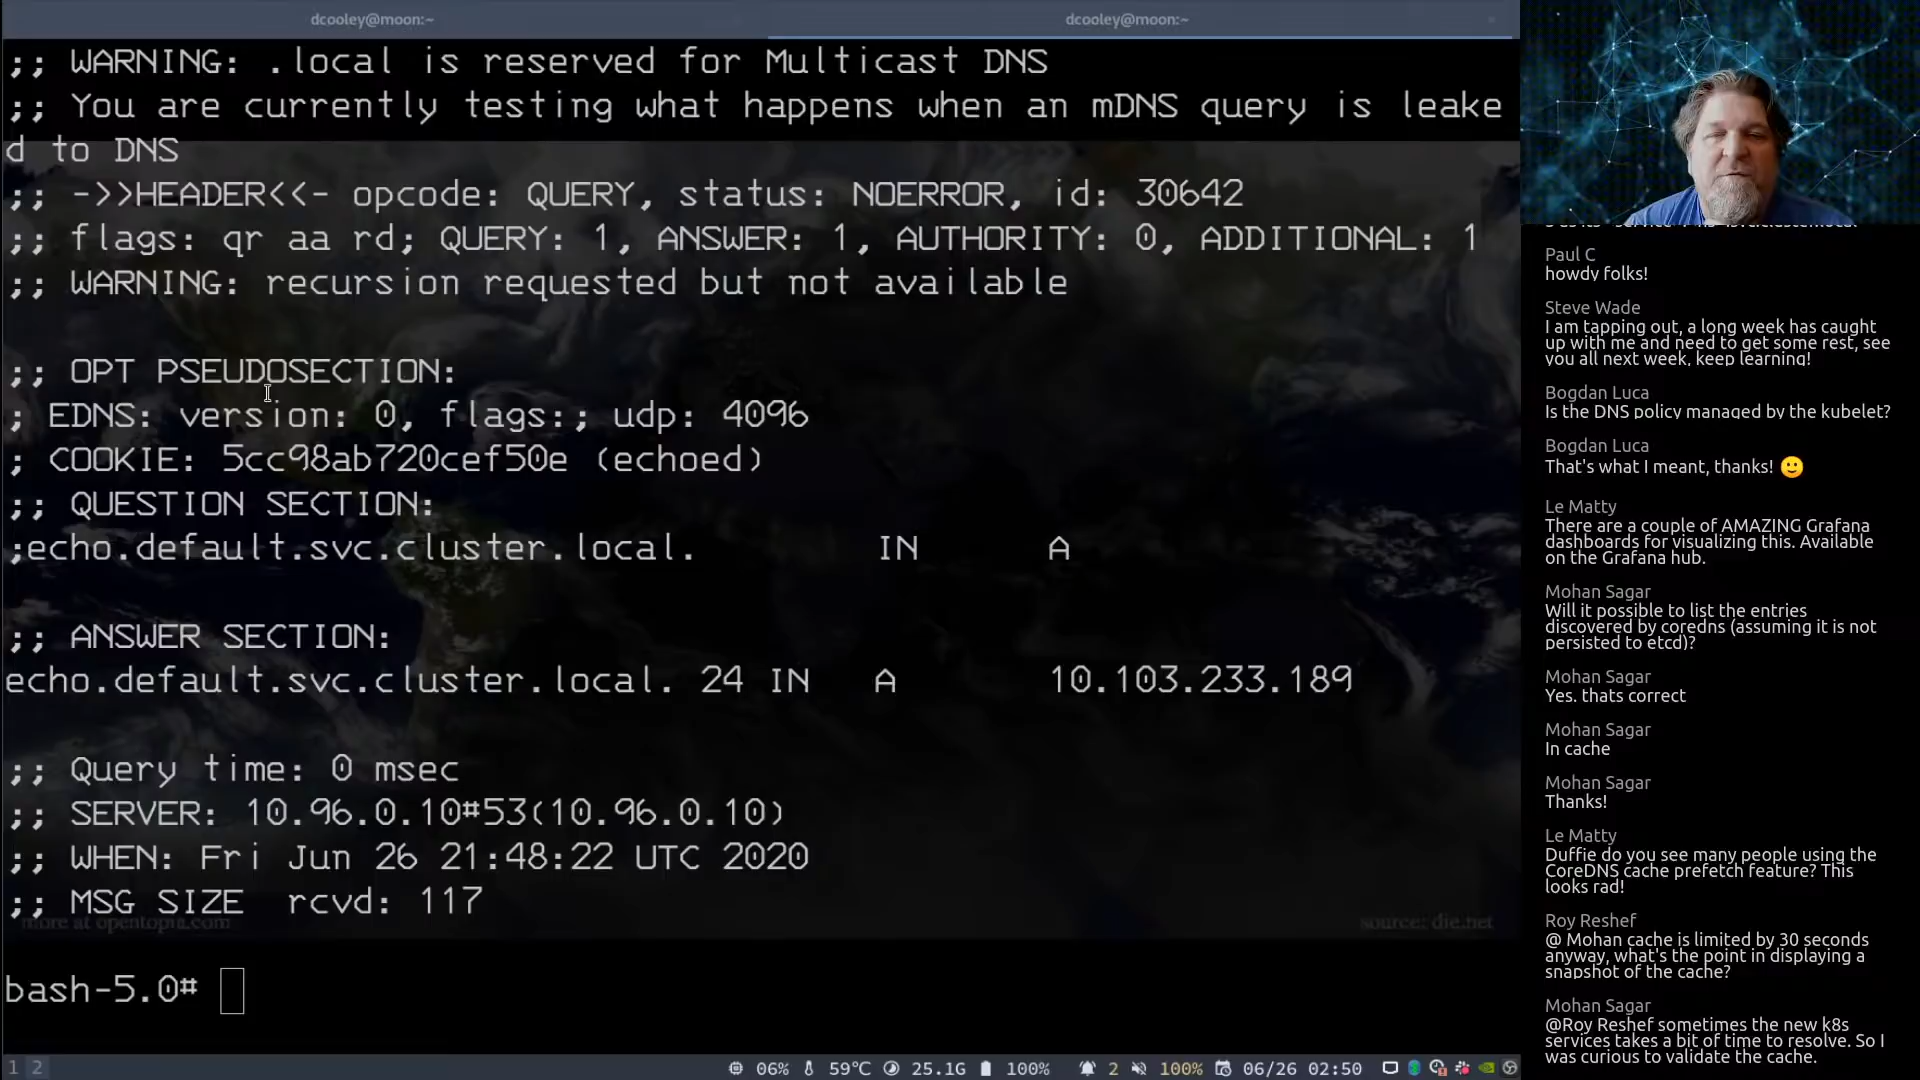 dcooley@moon:~
dcooley@moon:~
;; WARNING: .local is reserved for Multicast DNS
;; You are currently testing what happens when an mDNS query is leake
d to DNS
;; ->>HEADER<<- opcode: QUERY, status: NOERROR, id: 30642
;; flags: qr aa rd; QUERY: 1, ANSWER: 1, AUTHORITY: 0, ADDITIONAL: 1
;; WARNING: recursion requested but not available
;; OPT PSEUDOSECTION:
; EDNS: version: 0, flags:; udp: 4096
; COOKIE: 5cc98ab720cef50e (echoed)
;; QUESTION SECTION:
;echo.default.svc.cluster.local. IN A
;; ANSWER SECTION:
echo.default.svc.cluster.local. 24 IN A 10.103.233.189
;; Query time: 0 msec
;; SERVER: 10.96.0.10#53(10.96.0.10)
;; WHEN: Fri Jun 26 21:48:22 UTC 2020
;; MSG SIZE rcvd: 117
more at opentopia.com
source: die.net
bash-5.0#
1 2
06% 59°C 25.1G 100% 2 100% 06/26 02:50
Paul C
howdy folks!
Steve Wade
I am tapping out, a long week has caught
up with me and need to get some rest, see
you all next week, keep learning!
Bogdan Luca
Is the DNS policy managed by the kubelet?
Bogdan Luca
That's what I meant, thanks! 🙂
Le Matty
There are a couple of AMAZING Grafana
dashboards for visualizing this. Available
on the Grafana hub.
Mohan Sagar
Will it possible to list the entries
discovered by coredns (assuming it is not
persisted to etcd)?
Mohan Sagar
Yes. thats correct
Mohan Sagar
In cache
Mohan Sagar
Thanks!
Le Matty
Duffie do you see many people using the
CoreDNS cache prefetch feature? This
looks rad!
Roy Reshef
@ Mohan cache is limited by 30 seconds
anyway, what's the point in displaying a
snapshot of the cache?
Mohan Sagar
@Roy Reshef sometimes the new k8s
services takes a bit of time to resolve. So I
was curious to validate the cache.